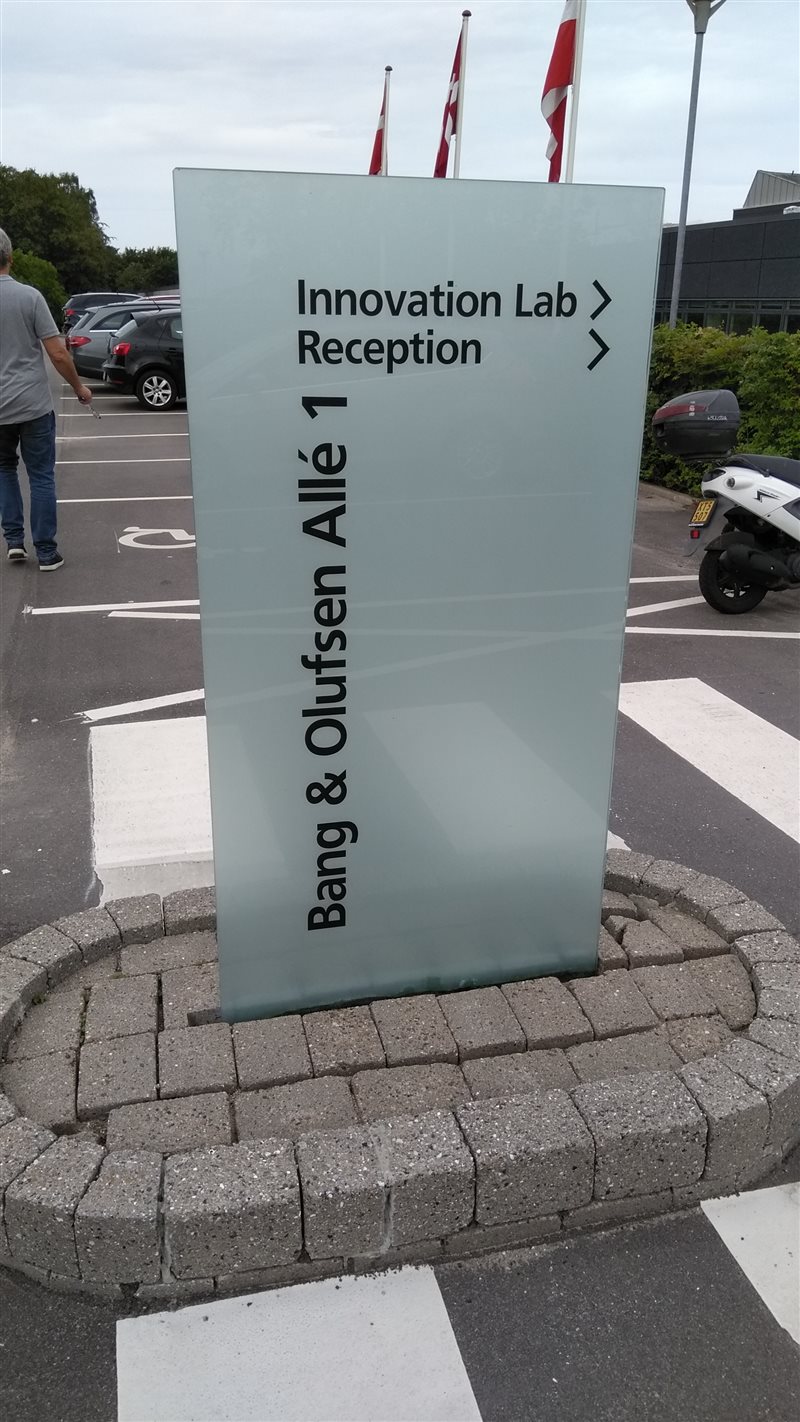 Innovation Lab >
Reception >
Bang & Olufsen Allé 1